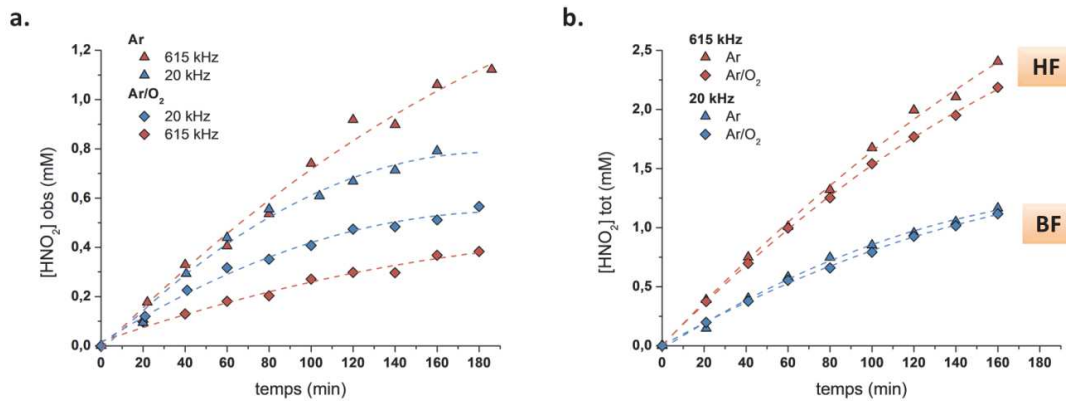 a.
Ar
615 kHz
20 kHz
Ar/O₂
20 kHz
615 kHz
[HNO₂] obs (mM)
1,2
1,0
0,8
0,6
0,4
0,2
0,0
0 20 40 60 80 100 120 140 160 180
temps (min)
b.
615 kHz
Ar
Ar/O₂
20 kHz
Ar
Ar/O₂
HF
BF
[HNO₂] tot (mM)
2,5
2,0
1,5
1,0
0,5
0,0
0 20 40 60 80 100 120 140 160 180
temps (min)